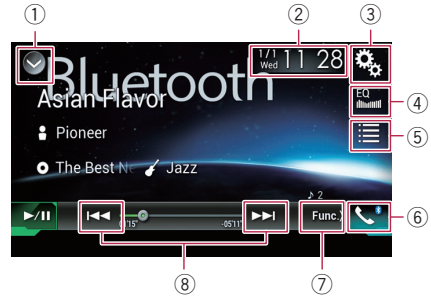 ① ② ③
1/1 Wed 11 28
Bluetooth
EQ
④
Asian Flavor
⑤
Pioneer
The Best
Jazz
2
⑥
-05'11"
Func.
⑧ ⑦